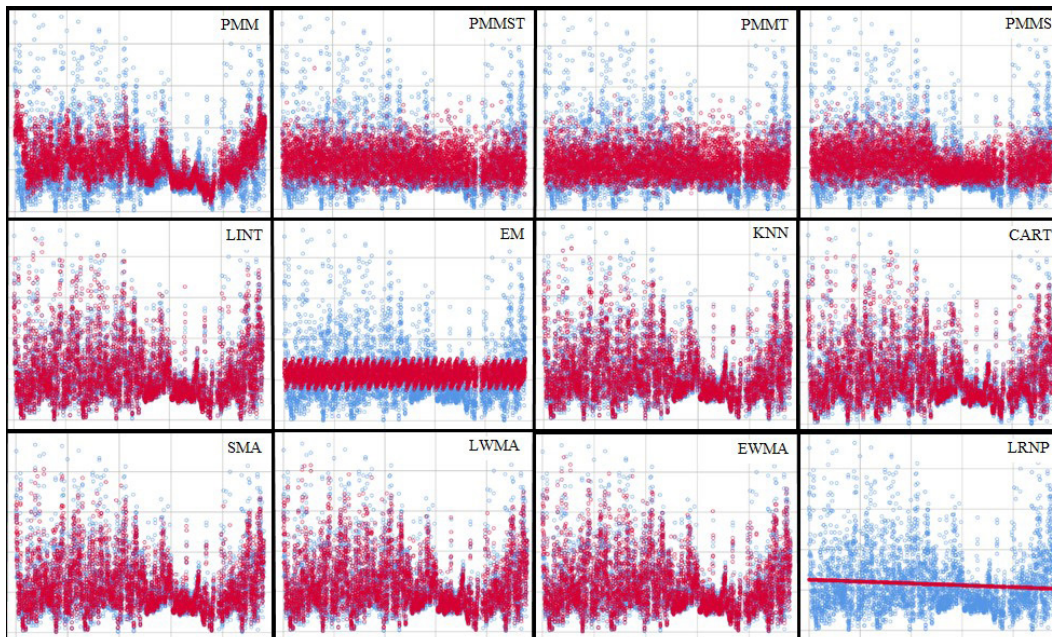 PMM
PMMST
PMMT
PMMS
LINT
EM
KNN
CART
SMA
LWMA
EWMA
LRNP